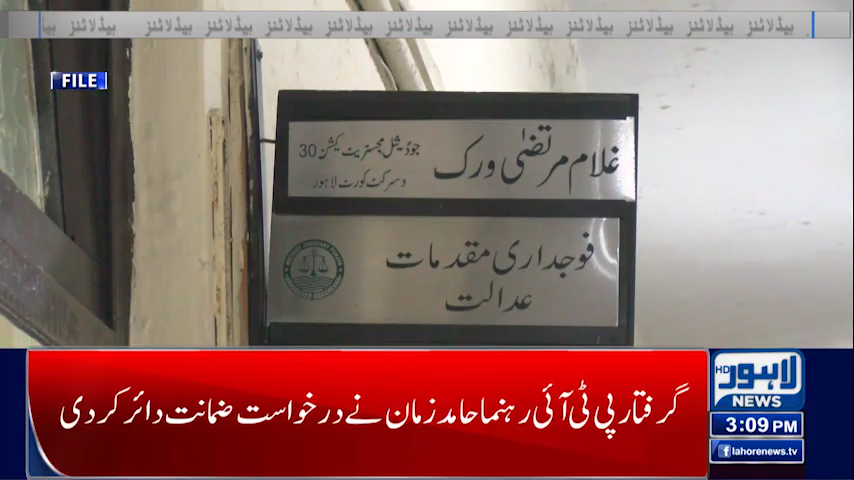 ہیڈلائنز ہیڈلائنز ہیڈلائنز ہیڈلائنز ہیڈلائنز ہیڈلائنز ہیڈلائنز ہیڈلائنز ہیڈلائنز ہیڈلائنز
FILE
غلام مرتضیٰ ورک
جوڈیشل مجسٹریٹ سیکشن 30
ڈسٹرکٹ کورٹ لاہور
فوجداری مقدمات
عدالت
گرفتار پی ٹی آئی رہنما حامد زمان نے درخواست ضمانت دائر کر دی
لاہور HD
NEWS
3:09 PM
f lahorenews.tv